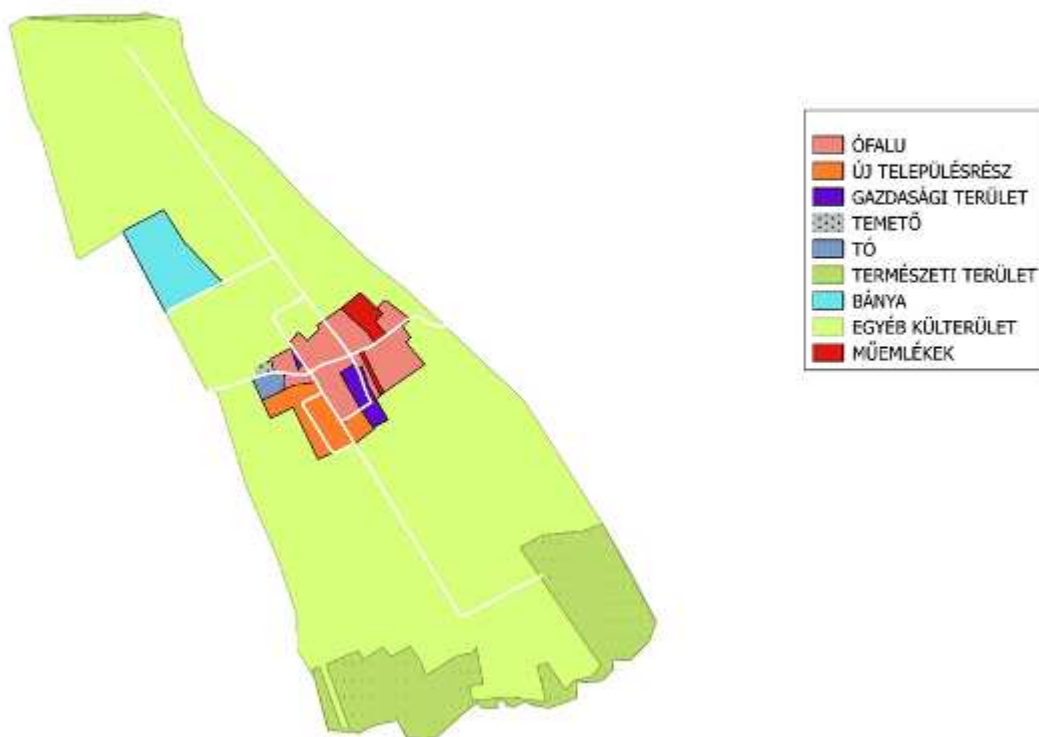 ÓFALU
ÚJ TELEPÜLÉSRÉSZ
GAZDASÁGI TERÜLET
TEMETŐ
TÓ
TERMÉSZETI TERÜLET
BÁNYA
EGYÉB KÜLTERÜLET
MŰEMLÉKEK